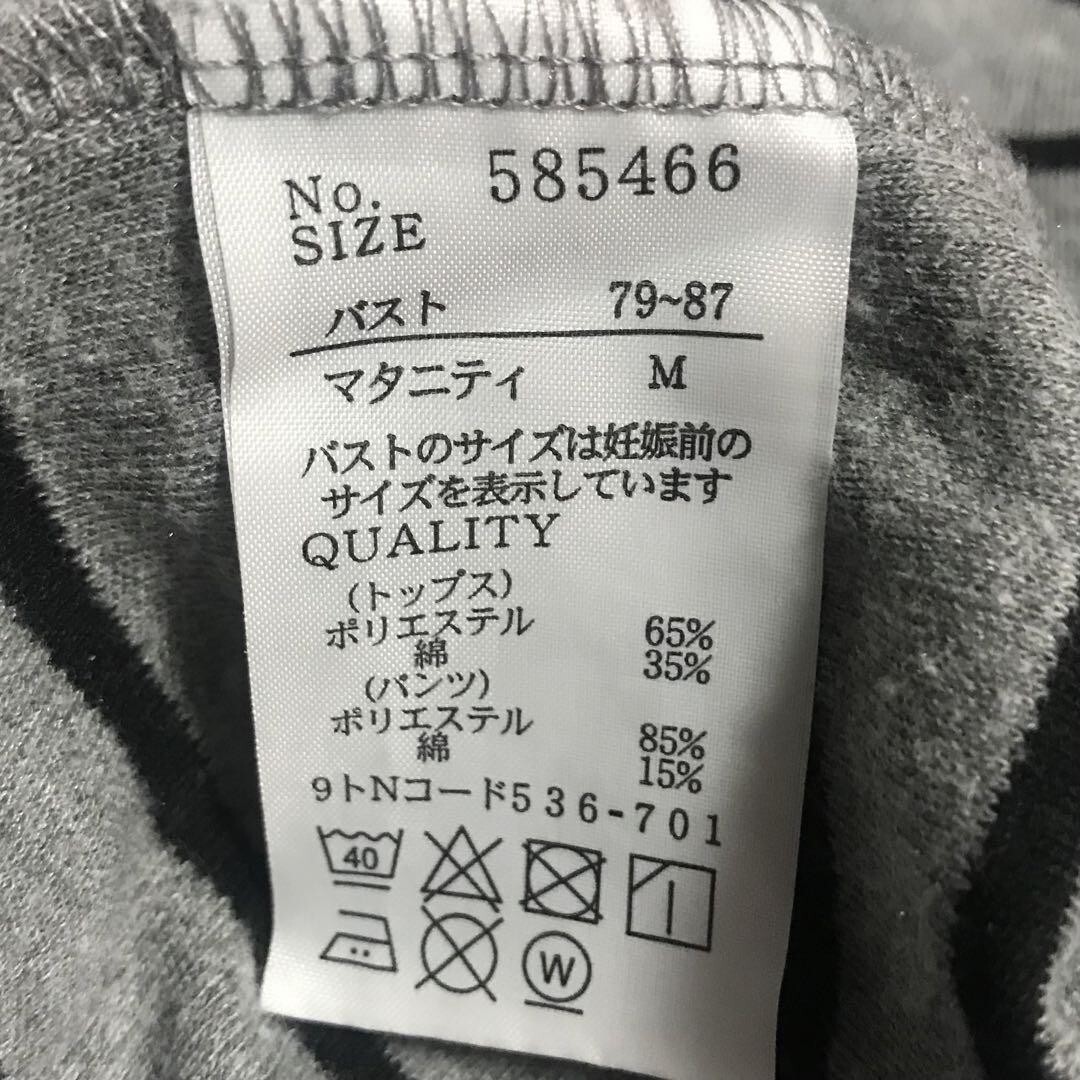 No. 585466
SIZE
バスト 79~87
マタニティ M
バストのサイズは妊娠前の
サイズを表示しています
QUALITY
(トップス)
ポリエステル 65%
綿 35%
(パンツ)
ポリエステル 85%
綿 15%
9トNコード536-701
40
W